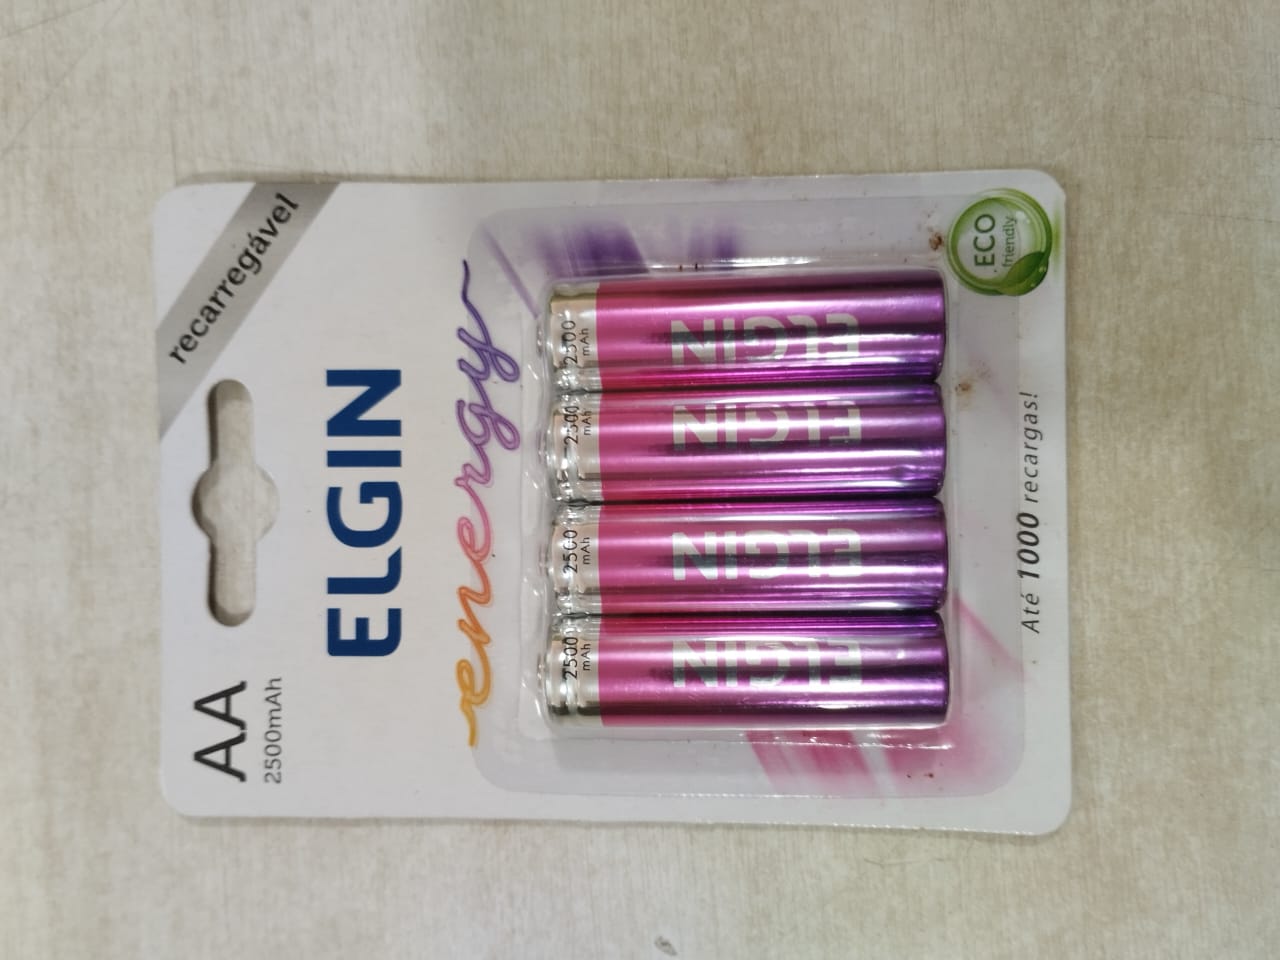 recarregável
AA
2500mAh
ELGIN
energy
2500
mAh
ELGIN
2500
mAh
ELGIN
2500
mAh
ELGIN
2500
mAh
ELGIN
Até 1000 recargas!
ECO
friendly